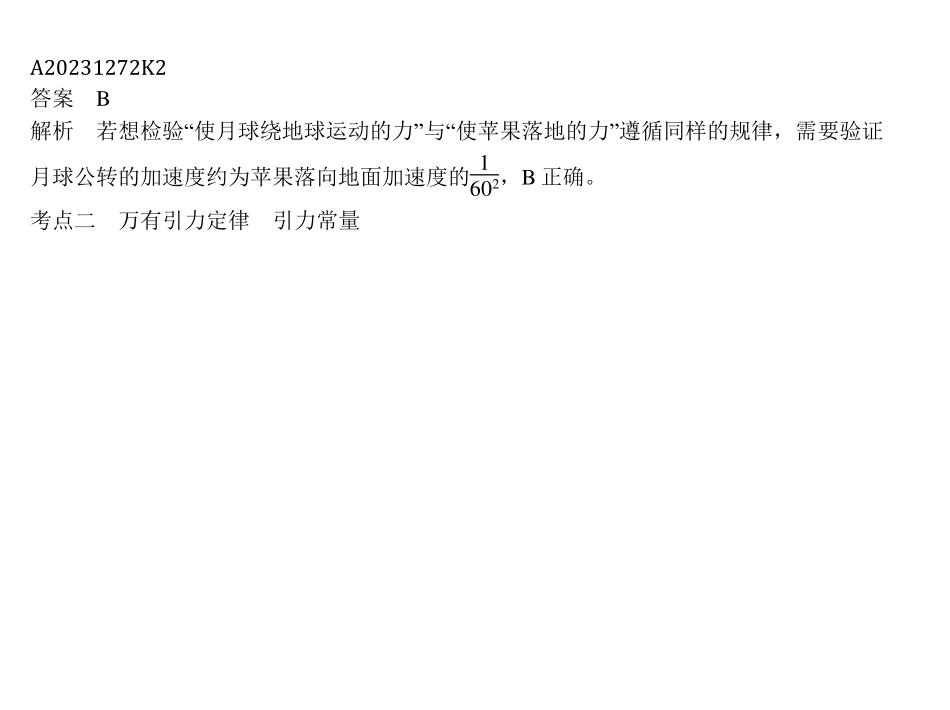 A20231272K2
答案 B
解析 若想检验“使月球绕地球运动的力”与“使苹果落地的力”遵循同样的规律，需要验证
月球公转的加速度约为苹果落向地面加速度的1/60²，B 正确。
考点二 万有引力定律 引力常量